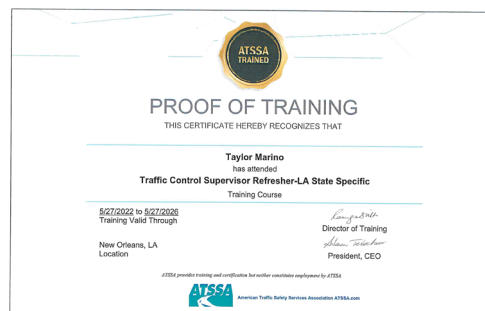 ATSSA
TRAINED
PROOF OF TRAINING
THIS CERTIFICATE HEREBY RECOGNIZES THAT
Taylor Marino
has attended
Traffic Control Supervisor Refresher-LA State Specific
Training Course
5/27/2022 to 5/27/2026
Training Valid Through
Director of Training
New Orleans, LA
Location
President, CEO
ATSSA provides training and certification but neither constitutes employment by ATSSA
ATSSA
American Traffic Safety Services Association ATSSA.com